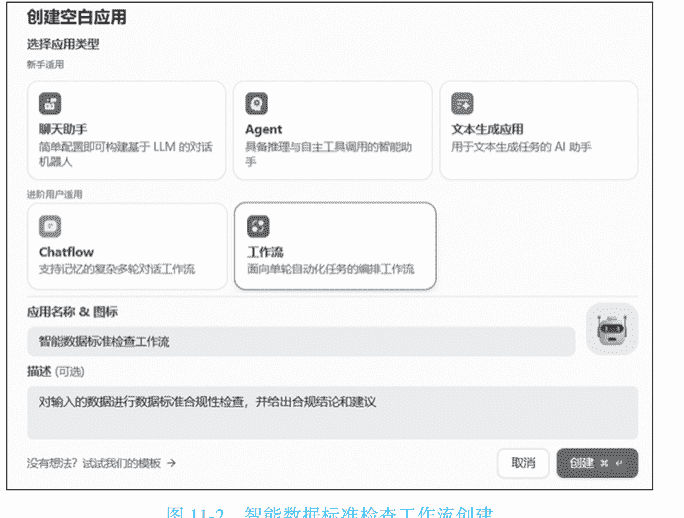 创建空白应用
选择应用类型
新手适用
聊天助手
简单配置即可构建基于 LLM 的对话
机器人
Agent
具备推理与自主工具调用的智能助
手
文本生成应用
用于文本生成任务的 AI 助手
进阶用户适用
Chatflow
支持记忆的复杂多轮对话工作流
工作流
面向单轮自动化任务的编排工作流
应用名称 & 图标
智能数据标准检查工作流
描述 (可选)
对输入的数据进行数据标准合规性检查，并给出合规结论和建议
没有想法？试试我们的模板 →
取消
创建 ⌘ ↵
图 11-2 智能数据标准检查工作流创建